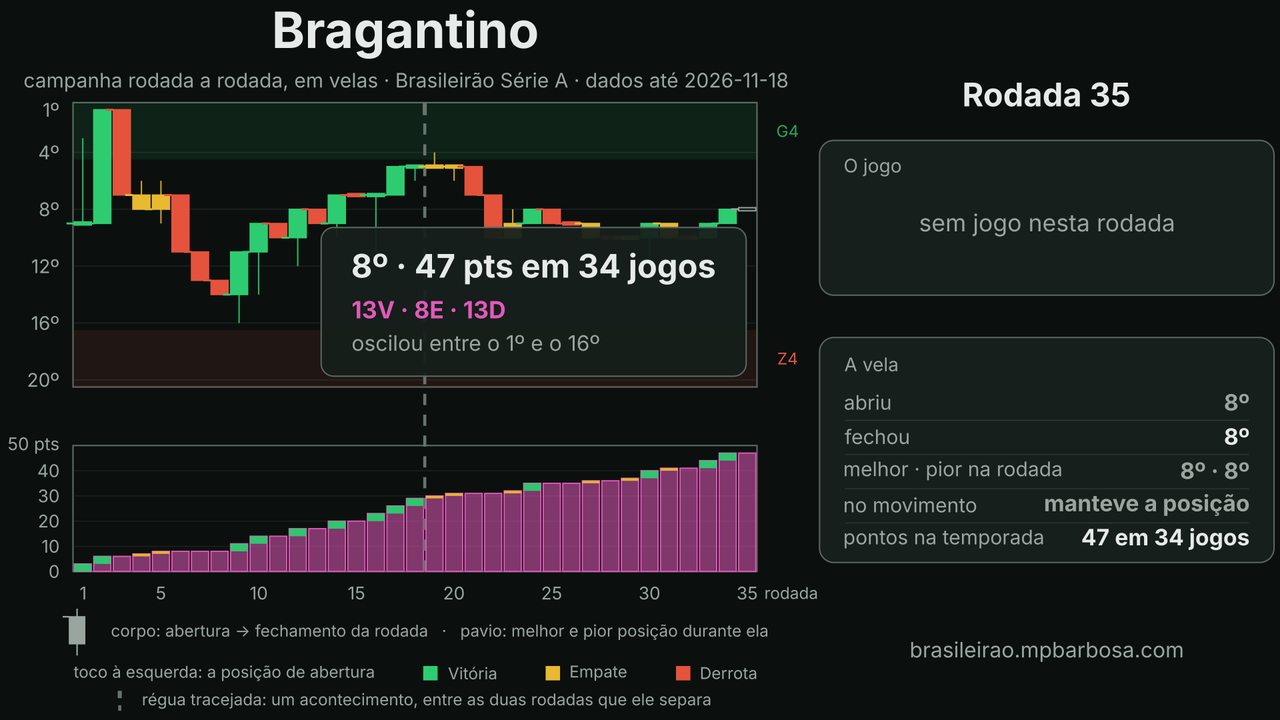 Bragantino
campanha rodada a rodada, em velas · Brasileirão Série A · dados até 2026-11-18
1º
4º
8º
12º
16º
20º
G4
Z4
8º · 47 pts em 34 jogos
13V · 8E · 13D
oscilou entre o 1º e o 16º
50 pts
40
30
20
10
0
1 5 10 15 20 25 30 35 rodada
corpo: abertura → fechamento da rodada · pavio: melhor e pior posição durante ela
toco à esquerda: a posição de abertura
Vitória
Empate
Derrota
régua tracejada: um acontecimento, entre as duas rodadas que ele separa
Rodada 35
O jogo
sem jogo nesta rodada
A vela
abriu 8º
fechou 8º
melhor · pior na rodada 8º · 8º
no movimento manteve a posição
pontos na temporada 47 em 34 jogos
brasileirao.mpbarbosa.com